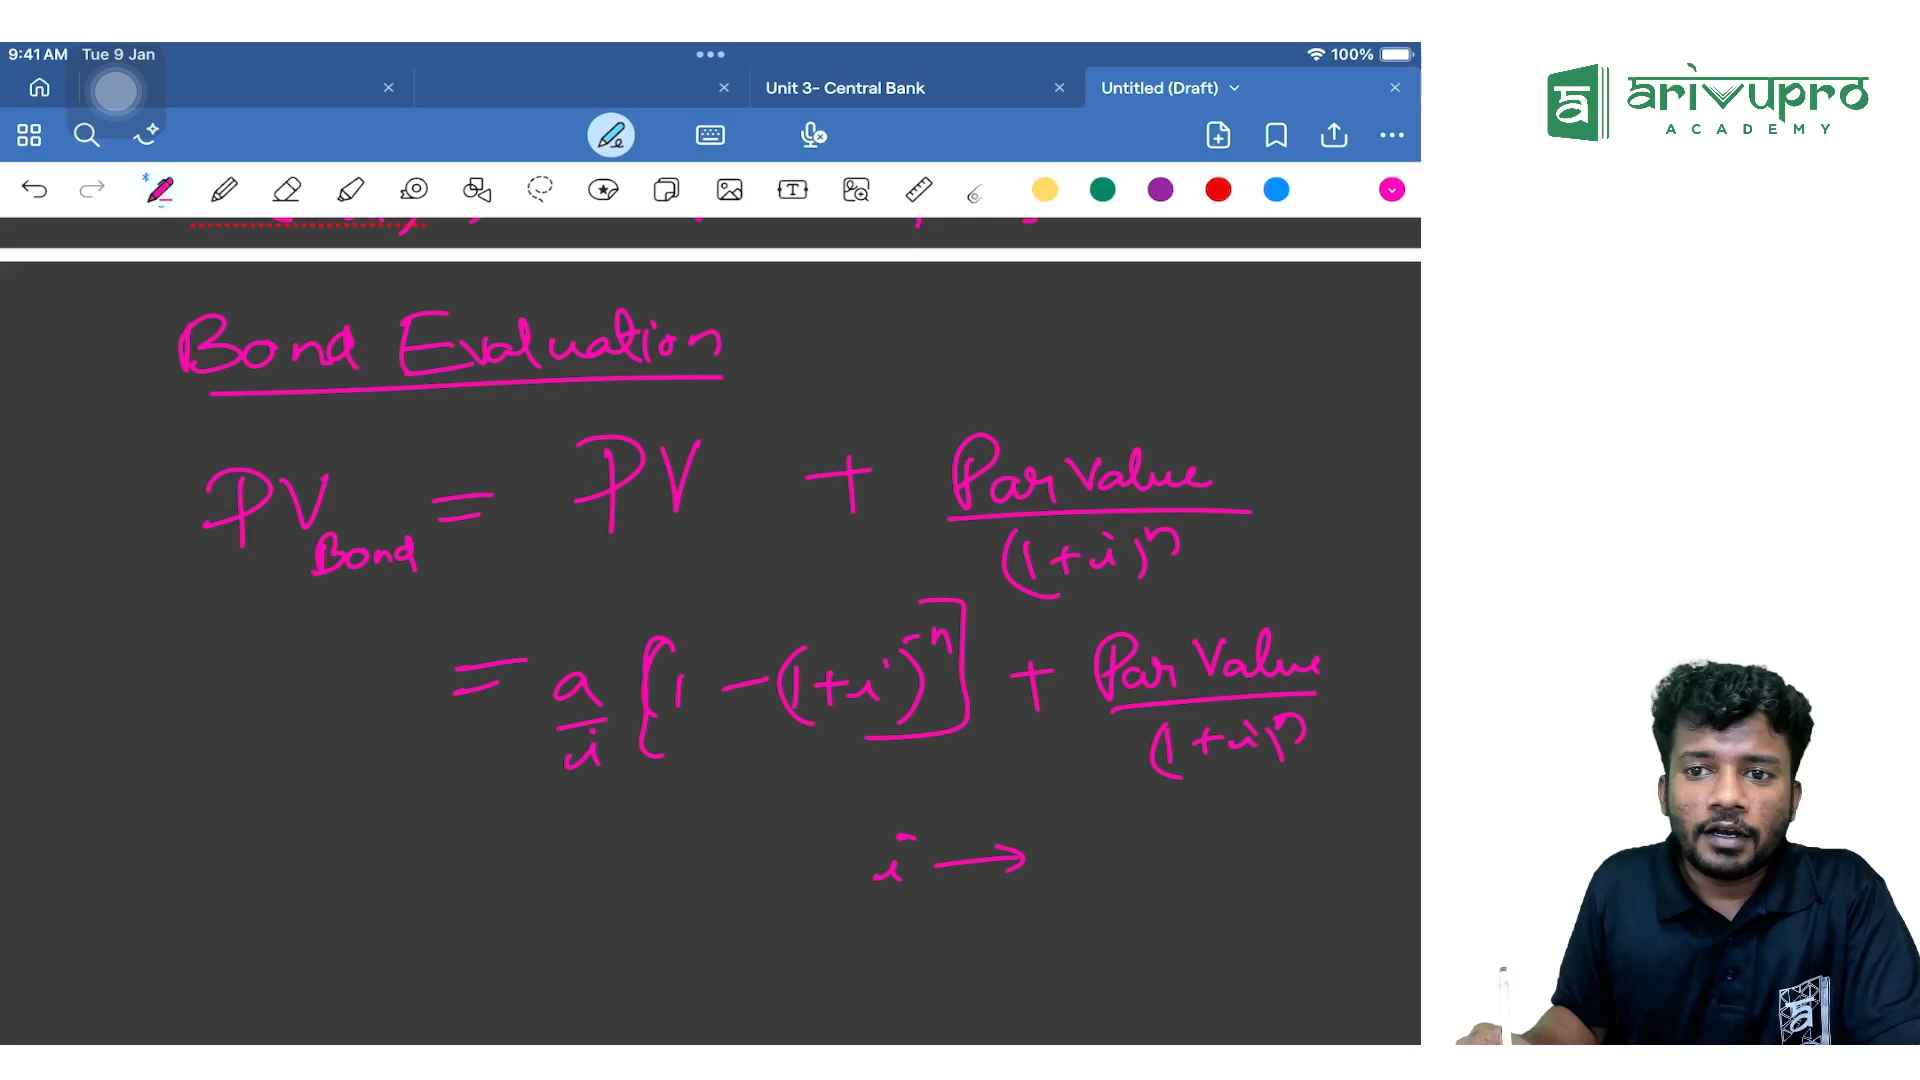 9:41 AM Tue 9 Jan 100%
Unit 3- Central Bank Untitled (Draft)
arivupro
ACADEMY
Bond Evaluation
PV Bond = PV + Par Value / (1+i)^n
= a/i [1 - (1+i)^-n] + Par Value / (1+i)^n
i →